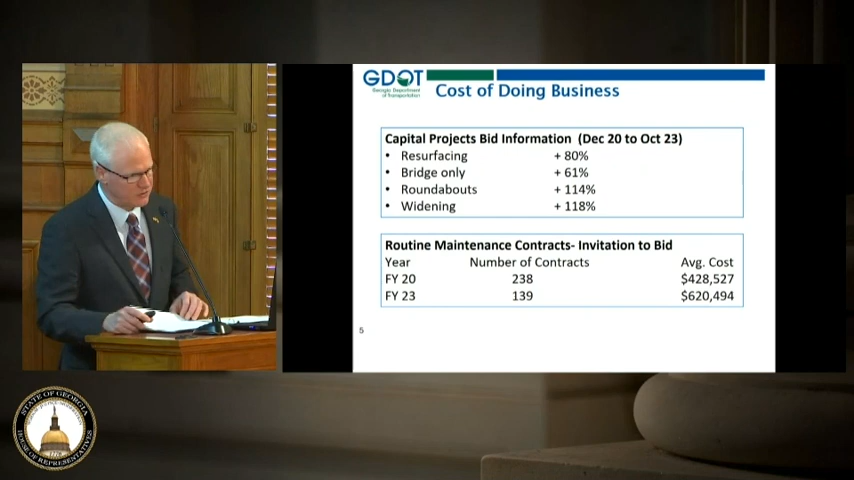 GDOT
Georgia Department
of Transportation
Cost of Doing Business
Capital Projects Bid Information (Dec 20 to Oct 23)
• Resurfacing + 80%
• Bridge only + 61%
• Roundabouts + 114%
• Widening + 118%
Routine Maintenance Contracts- Invitation to Bid
Year Number of Contracts Avg. Cost
FY 20 238 $428,527
FY 23 139 $620,494
5
STATE OF GEORGIA
HOUSE OF REPRESENTATIVES